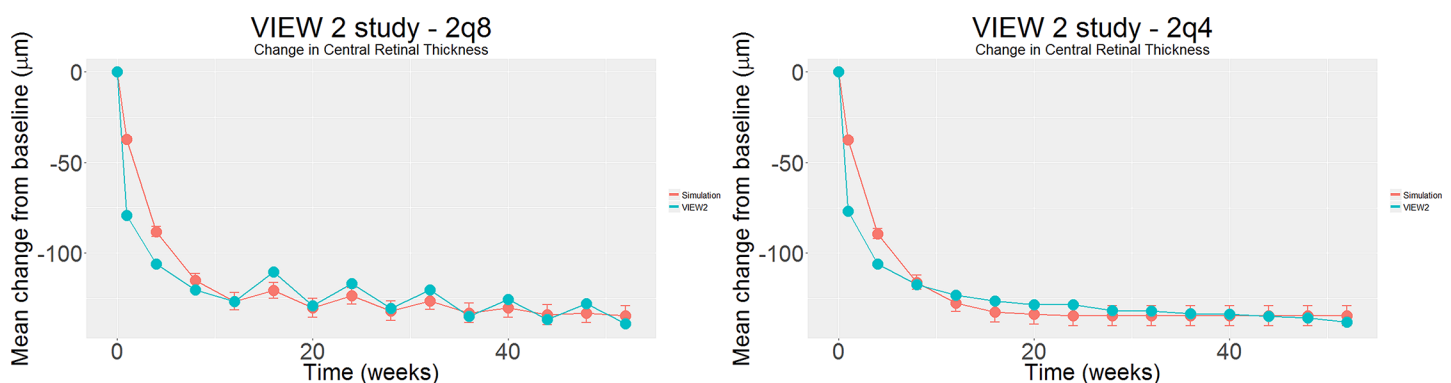 VIEW 2 study - 2q8
Change in Central Retinal Thickness
Mean change from baseline (μm)
0
-50
-100
0
20
40
Time (weeks)
Simulation
VIEW2
VIEW 2 study - 2q4
Change in Central Retinal Thickness
Mean change from baseline (μm)
0
-50
-100
0
20
40
Time (weeks)
Simulation
VIEW2